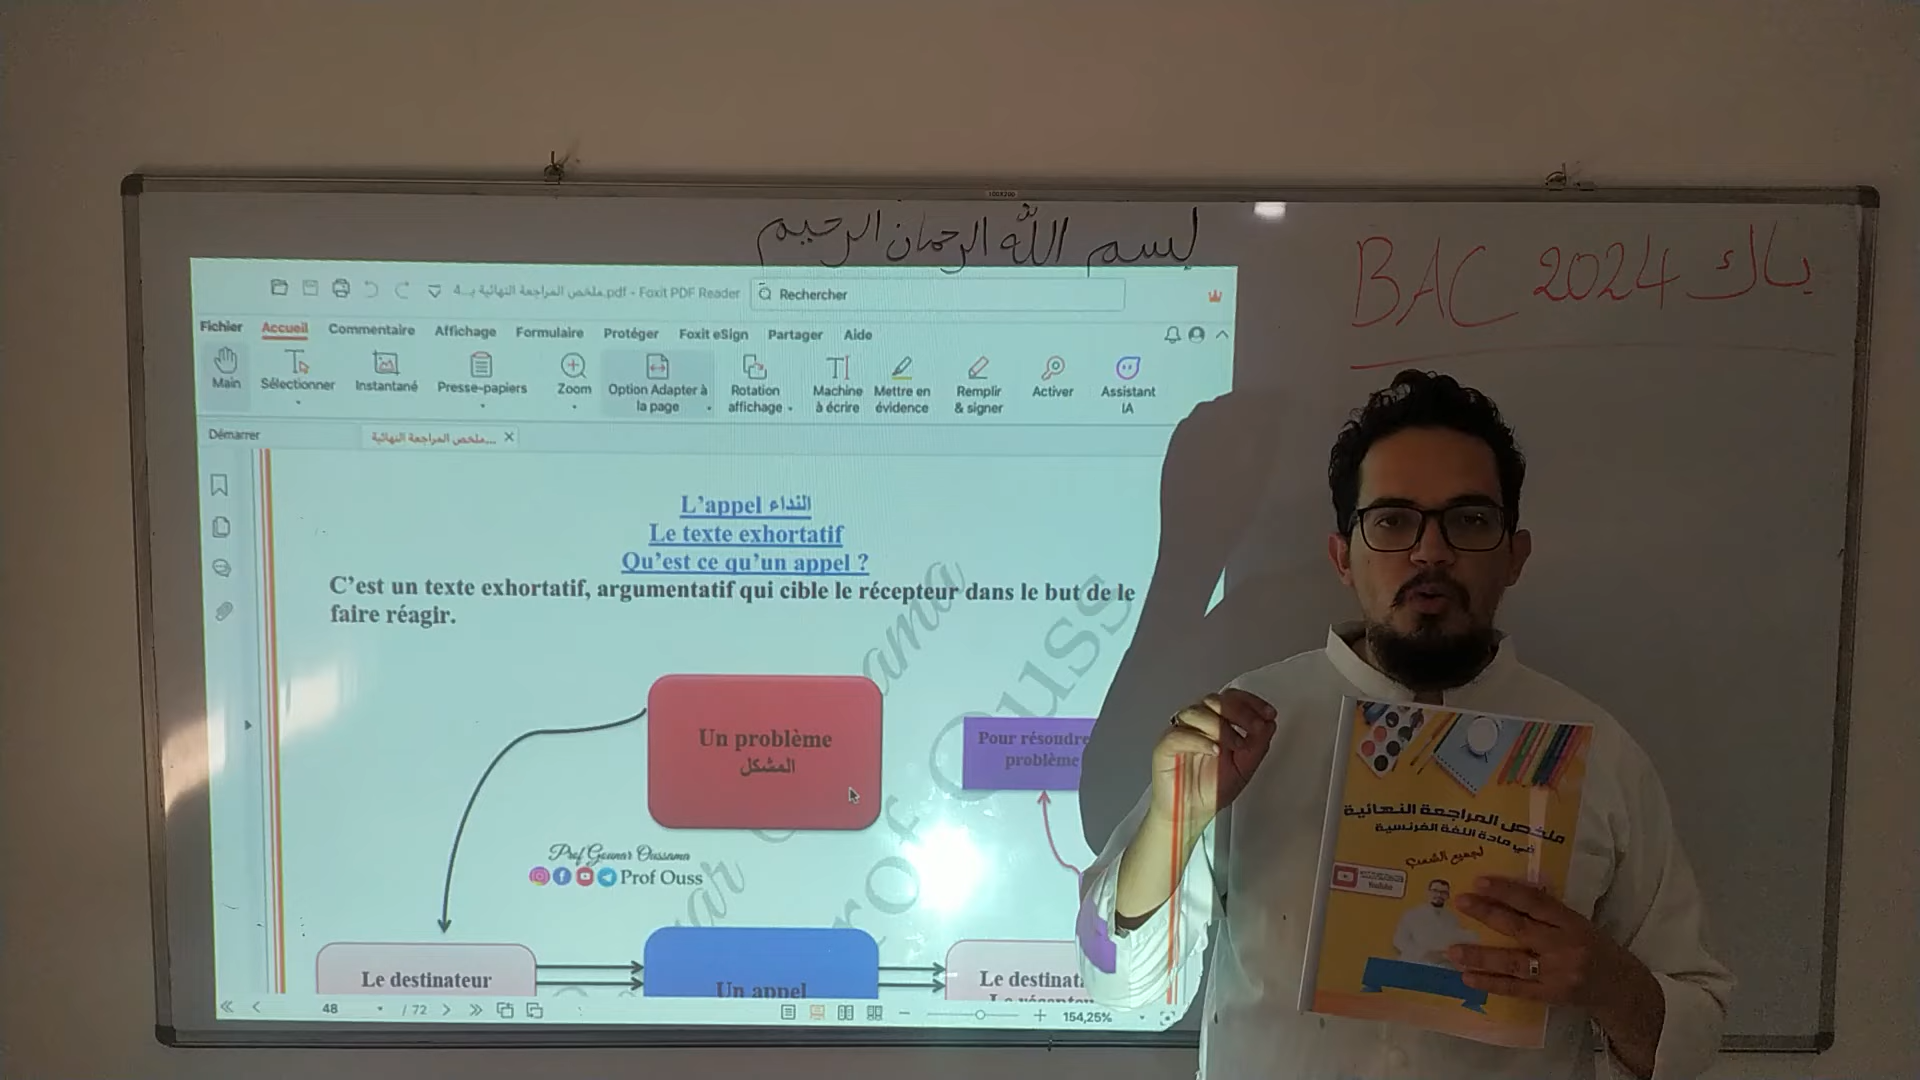 بسم الله الرحمان الرحيم
BAC 2024 باك
ملخص المراجعة النهائية بـ4...pdf - Foxit PDF Reader
Rechercher
Fichier Accueil Commentaire Affichage Formulaire Protéger Foxit eSign Partager Aide
Main Sélectionner Instantané Presse-papiers Zoom Option Adapter à la page Rotation affichage Machine à écrire Mettre en évidence Remplir & signer Activer Assistant IA
Démarrer ملخص المراجعة النهائية...
L'appel النداء
Le texte exhortatif
Qu'est ce qu'un appel ?
C'est un texte exhortatif, argumentatif qui cible le récepteur dans le but de le
faire réagir.
Un problème
المشكل
Pour résoudre
problème
Prof Gounar Oussama
Prof Ouss
Le destinateur
Un appel
Le destinat
48 / 72
154,25%
ملخص المراجعة النهائية
في مادة اللغة الفرنسية
لجميع الشعب
YouTube